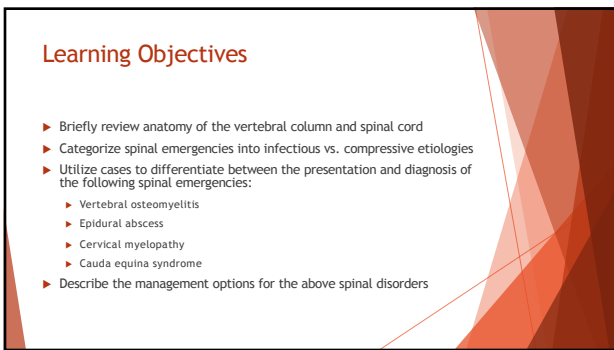 Learning Objectives
Briefly review anatomy of the vertebral column and spinal cord
Categorize spinal emergencies into infectious vs. compressive etiologies
Utilize cases to differentiate between the presentation and diagnosis of
the following spinal emergencies:
Vertebral osteomyelitis
Epidural abscess
Cervical myelopathy
Cauda equina syndrome
Describe the management options for the above spinal disorders